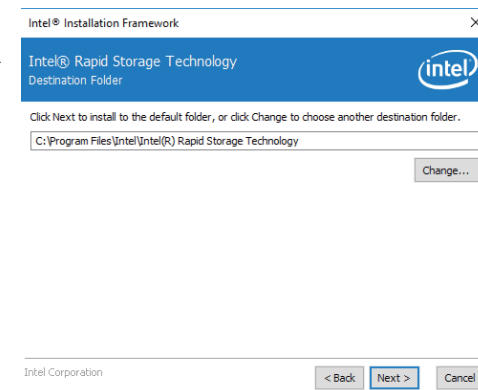 Intel® Installation Framework
Intel® Rapid Storage Technology
Destination Folder
intel
Click Next to install to the default folder, or click Change to choose another destination folder.
C:\Program Files\Intel\Intel(R) Rapid Storage Technology
Change...
Intel Corporation
< Back Next > Cancel